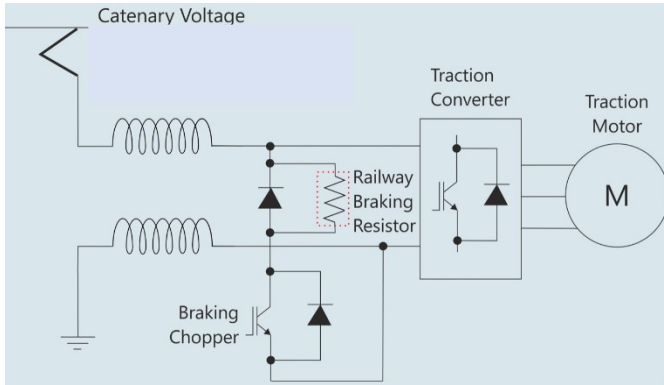 Catenary Voltage
Traction
Converter
Traction
Motor
M
Railway
Braking
Resistor
Braking
Chopper